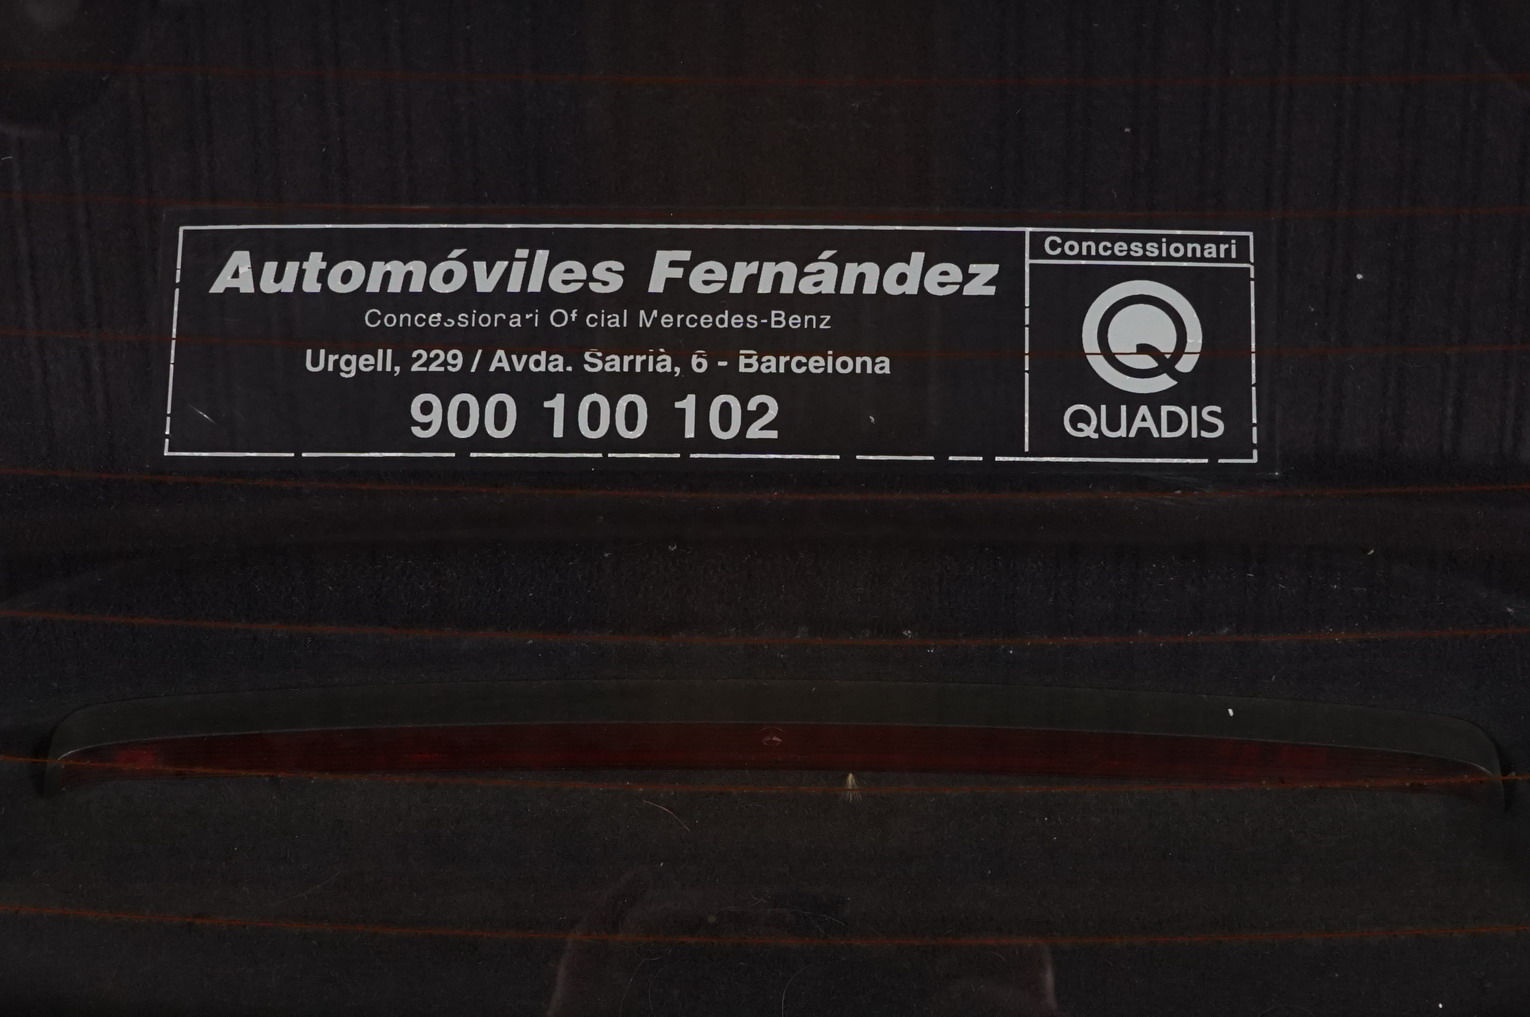 Automóviles Fernández
Concessionari Oficial Mercedes-Benz
Urgell, 229 / Avda. Sarrià, 6 - Barcelona
900 100 102
Concessionari
QUADIS